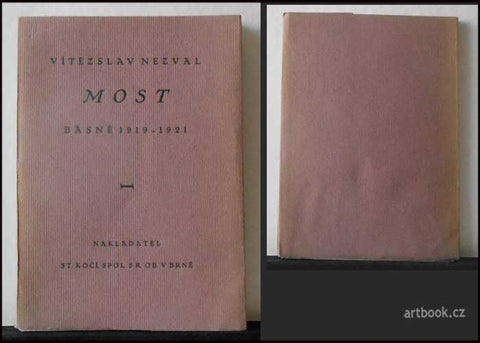 VÍTĚZSLAV NEZVAL
MOST
BÁSNĚ 1919-1921
I
NAKLADATEL
ST. KOČÍ, SPOL. S R. OB. V BRNĚ
artbook.cz